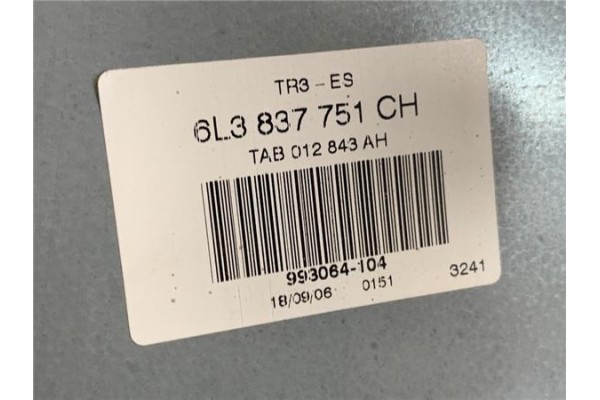 TR3-ES
6L3 837 751 CH
TAB 012 843 AH
993064-104
18/09/06 0151 3241